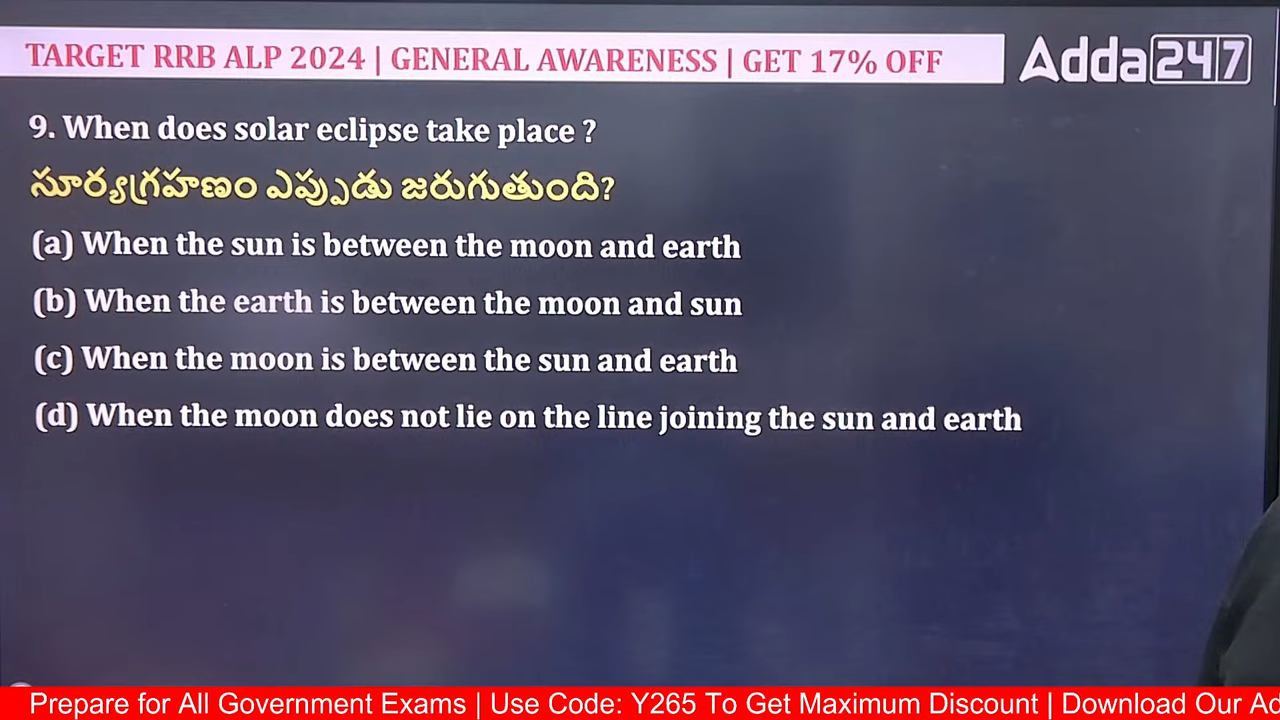 TARGET RRB ALP 2024 | GENERAL AWARENESS | GET 17% OFF
Adda247
9. When does solar eclipse take place ?
సూర్యగ్రహణం ఎప్పుడు జరుగుతుంది?
(a) When the sun is between the moon and earth
(b) When the earth is between the moon and sun
(c) When the moon is between the sun and earth
(d) When the moon does not lie on the line joining the sun and earth
Prepare for All Government Exams | Use Code: Y265 To Get Maximum Discount | Download Our